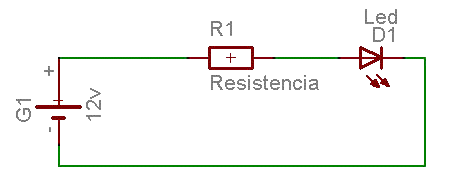 Led
R1
D1
Resistencia
+
G1
12v
-